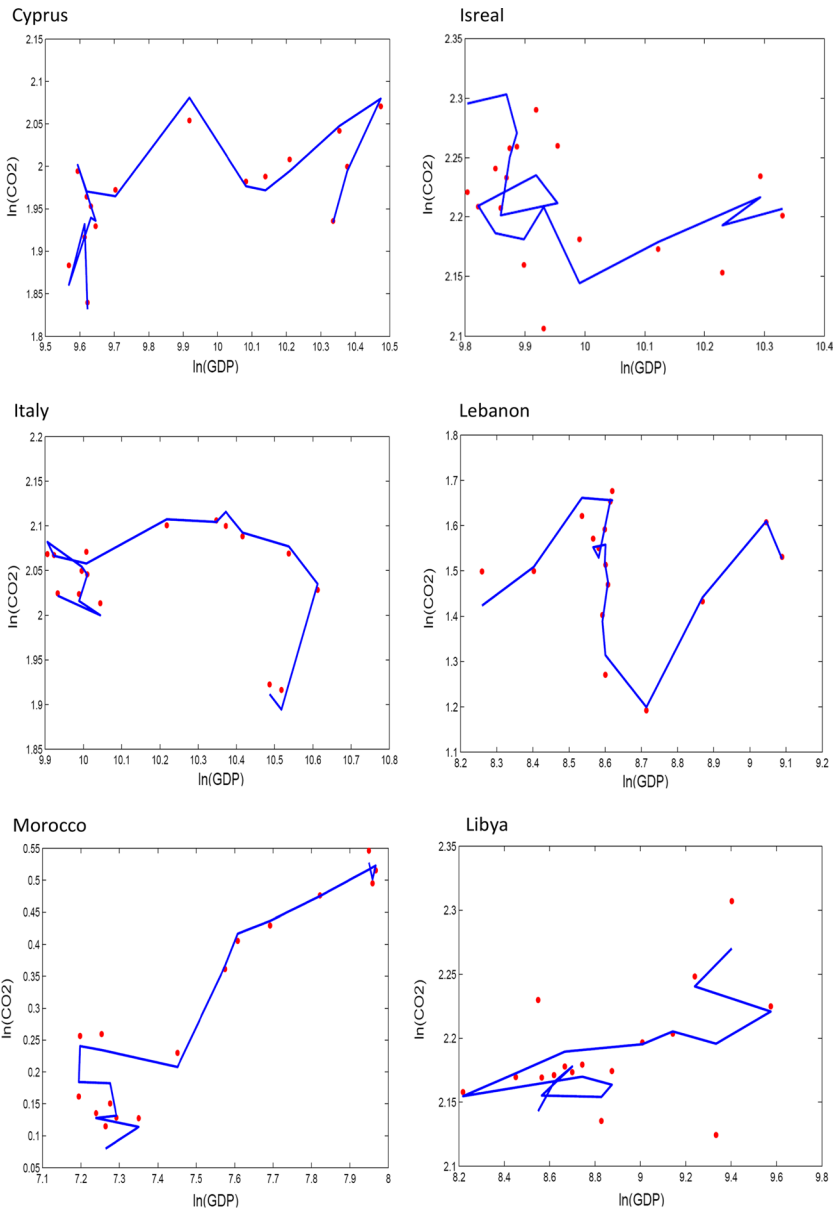 Cyprus
2.15
2.1
2.05
2
1.95
1.9
1.85
1.8
ln(CO2)
9.5 9.6 9.7 9.8 9.9 10 10.1 10.2 10.3 10.4 10.5
ln(GDP)
Isreal
2.35
2.3
2.25
2.2
2.15
2.1
ln(CO2)
9.8 9.9 10 10.1 10.2 10.3 10.4
ln(GDP)
Italy
2.2
2.15
2.1
2.05
2
1.95
1.9
1.85
ln(CO2)
9.9 10 10.1 10.2 10.3 10.4 10.5 10.6 10.7 10.8
ln(GDP)
Lebanon
1.8
1.7
1.6
1.5
1.4
1.3
1.2
1.1
ln(CO2)
8.2 8.3 8.4 8.5 8.6 8.7 8.8 8.9 9 9.1 9.2
ln(GDP)
Morocco
0.55
0.5
0.45
0.4
0.35
0.3
0.25
0.2
0.15
0.1
0.05
ln(CO2)
7.1 7.2 7.3 7.4 7.5 7.6 7.7 7.8 7.9 8
ln(GDP)
Libya
2.35
2.3
2.25
2.2
2.15
2.1
ln(CO2)
8.2 8.4 8.6 8.8 9 9.2 9.4 9.6 9.8
ln(GDP)